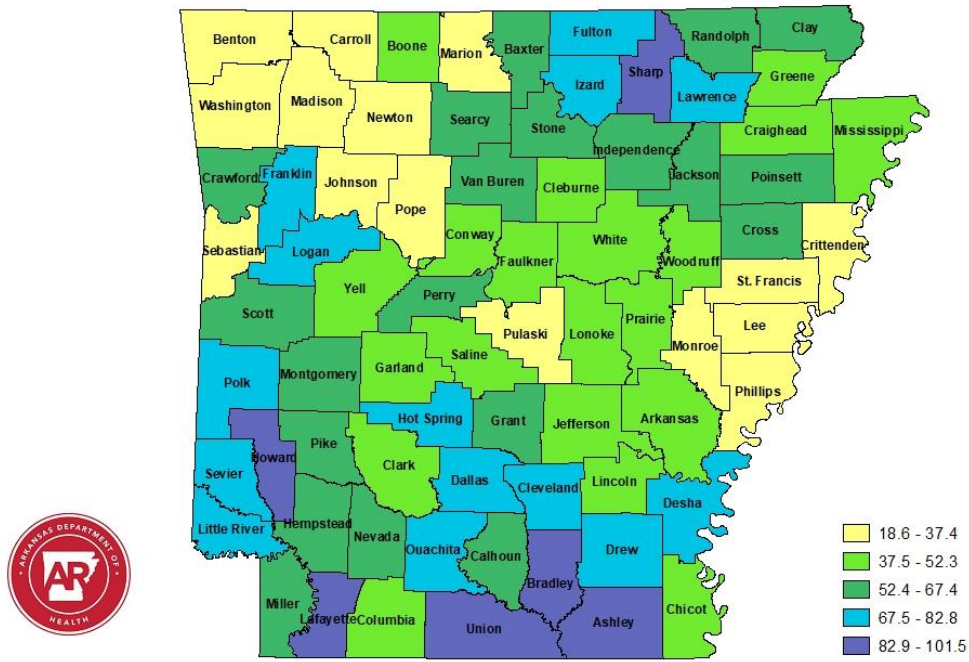 Benton
Carroll
Boone
Marion
Baxter
Fulton
Sharp
Randolph
Clay
Izard
Lawrence
Greene
Washington
Madison
Newton
Searcy
Stone
Independence
Jackson
Craighead
Mississippi
Poinsett
Crawford
Franklin
Johnson
Pope
Van Buren
Cleburne
Sebastian
Logan
Conway
Faulkner
White
Woodruff
Cross
Crittenden
St. Francis
Scott
Yell
Perry
Pulaski
Lonoke
Prairie
Monroe
Lee
Phillips
Polk
Montgomery
Garland
Saline
Hot Spring
Grant
Jefferson
Arkansas
Sevier
Howard
Pike
Clark
Dallas
Cleveland
Lincoln
Desha
Little River
Hempstead
Nevada
Ouachita
Calhoun
Bradley
Drew
Miller
Lafayette
Columbia
Union
Ashley
Chicot
ARKANSAS DEPARTMENT OF
AR
HEALTH
18.6 - 37.4
37.5 - 52.3
52.4 - 67.4
67.5 - 82.8
82.9 - 101.5